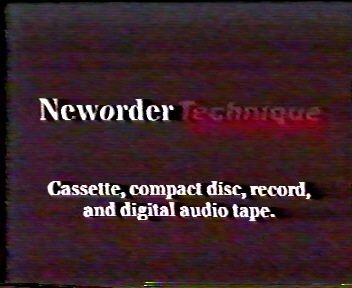 Neworder Technique
Cassette, compact disc, record,
and digital audio tape.